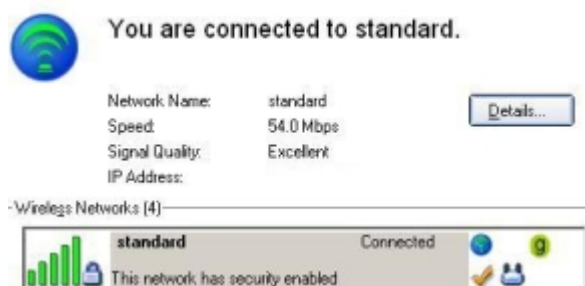 You are connected to standard.
Network Name: standard
Speed: 54.0 Mbps
Details...
Signal Quality: Excellent
IP Address:
Wireless Networks (4)
standard Connected
g
This network has security enabled